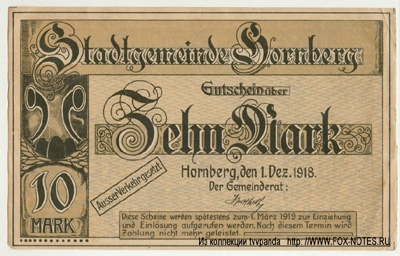 Stadtgemeinde Hornberg
Gutschein über
Zehn Mark
Hornberg, den 1. Dez. 1918.
Der Gemeinderat:
Ausser Verkehr gesetzt
10
MARK
Diese Scheine werden spätestens zum 1. März 1919 zur Einziehung
und Einlösung aufgerufen werden. Nach diesem Termin wird
Zahlung nicht mehr geleistet.
Из коллекции tvvpanda http://WWW.FOX-NOTES.RU